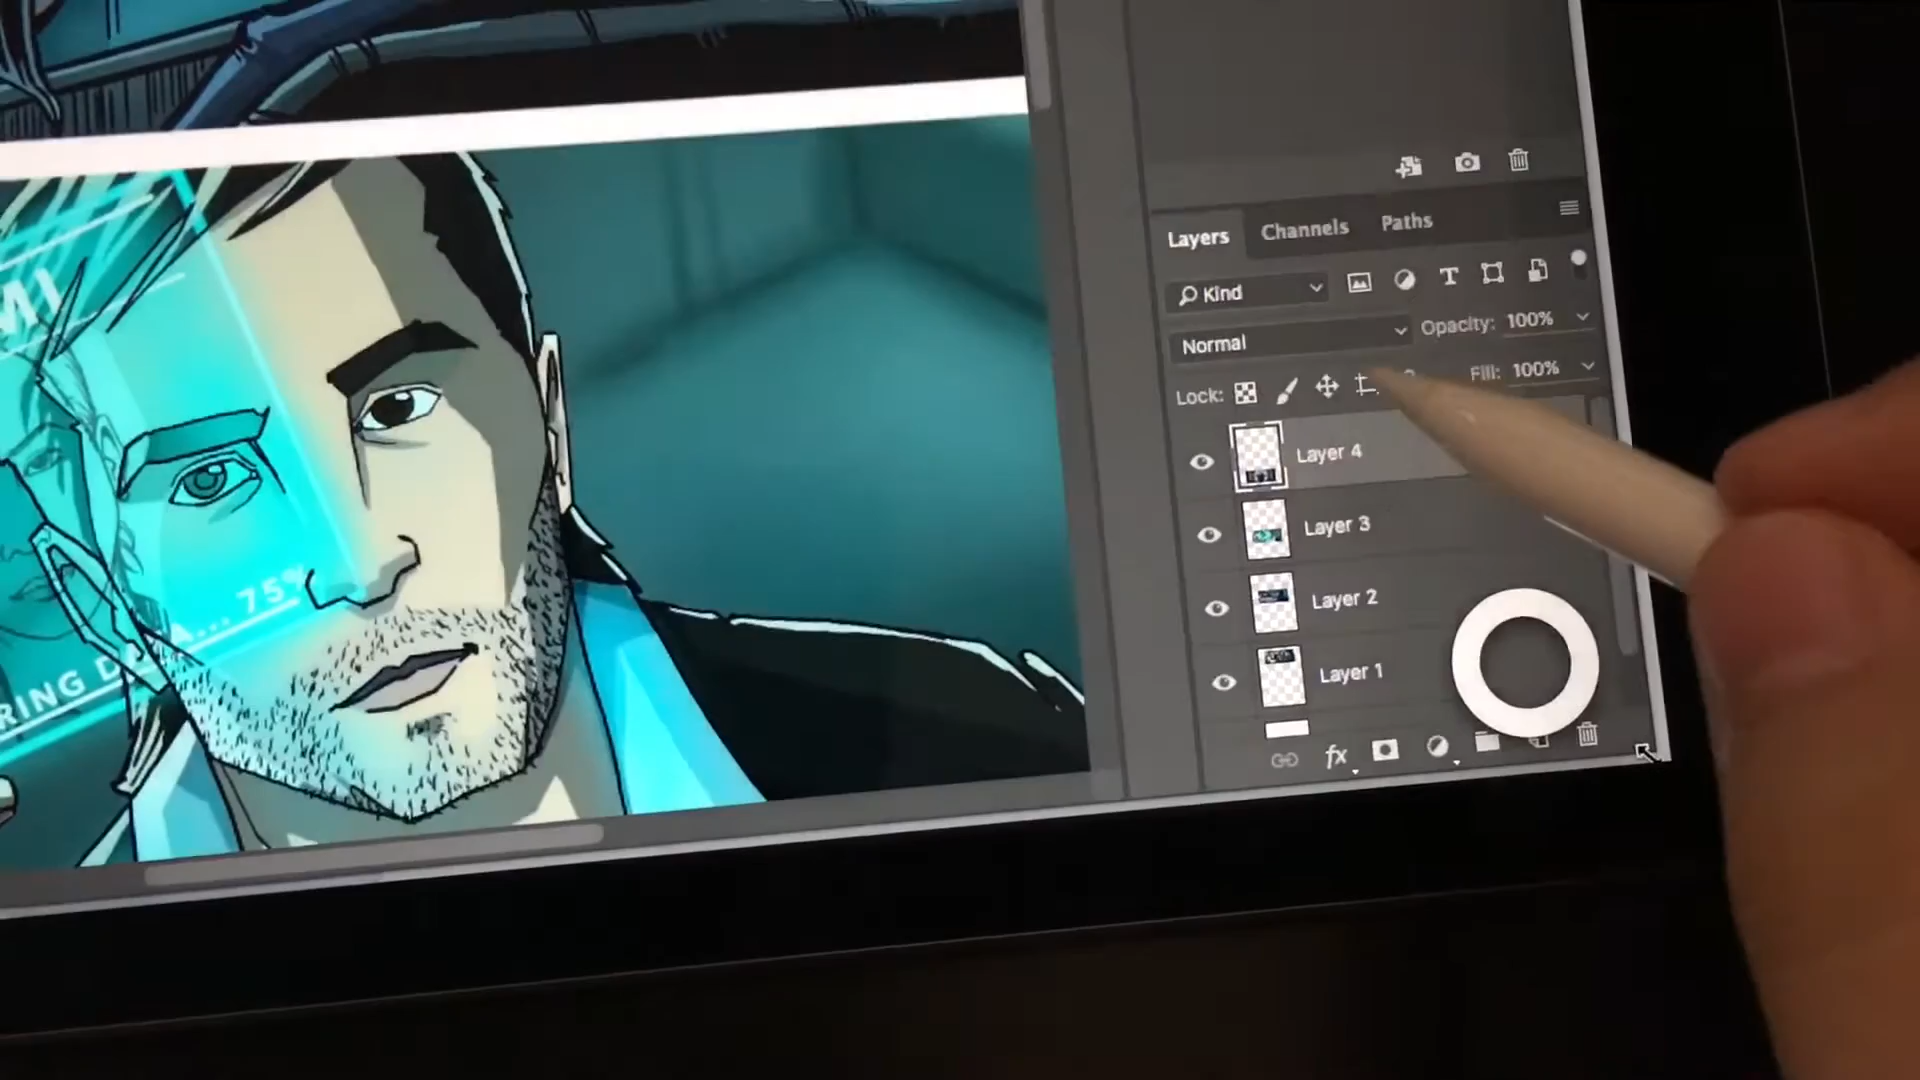 MI
75%
RING D
A...
Layers Channels Paths
Kind
Normal Opacity: 100%
Lock: Fill: 100%
Layer 4
Layer 3
Layer 2
Layer 1
fx